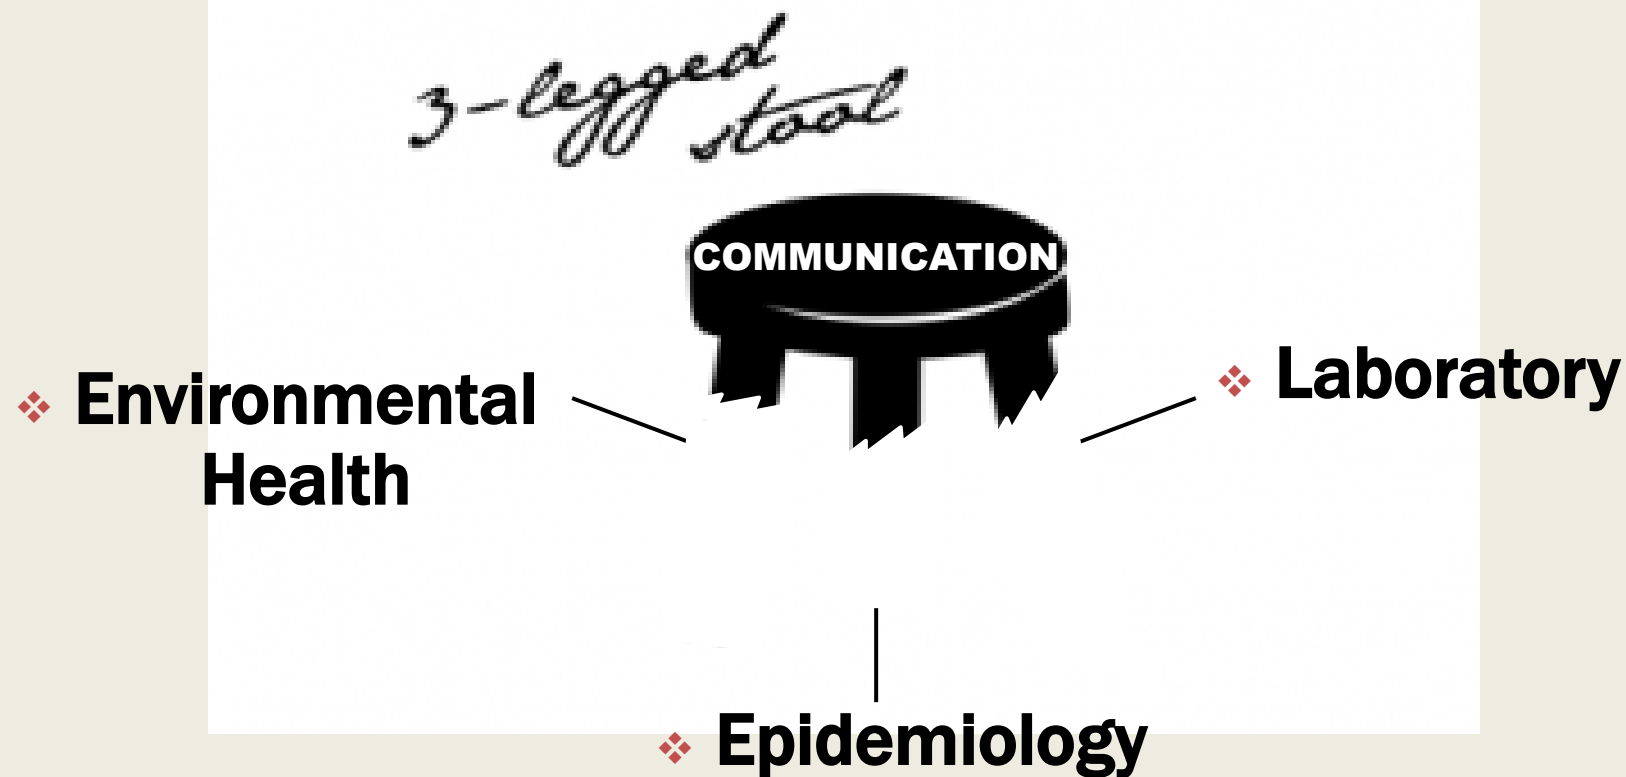 3-legged
stool
COMMUNICATION
❖ Environmental
Health
❖ Laboratory
❖ Epidemiology